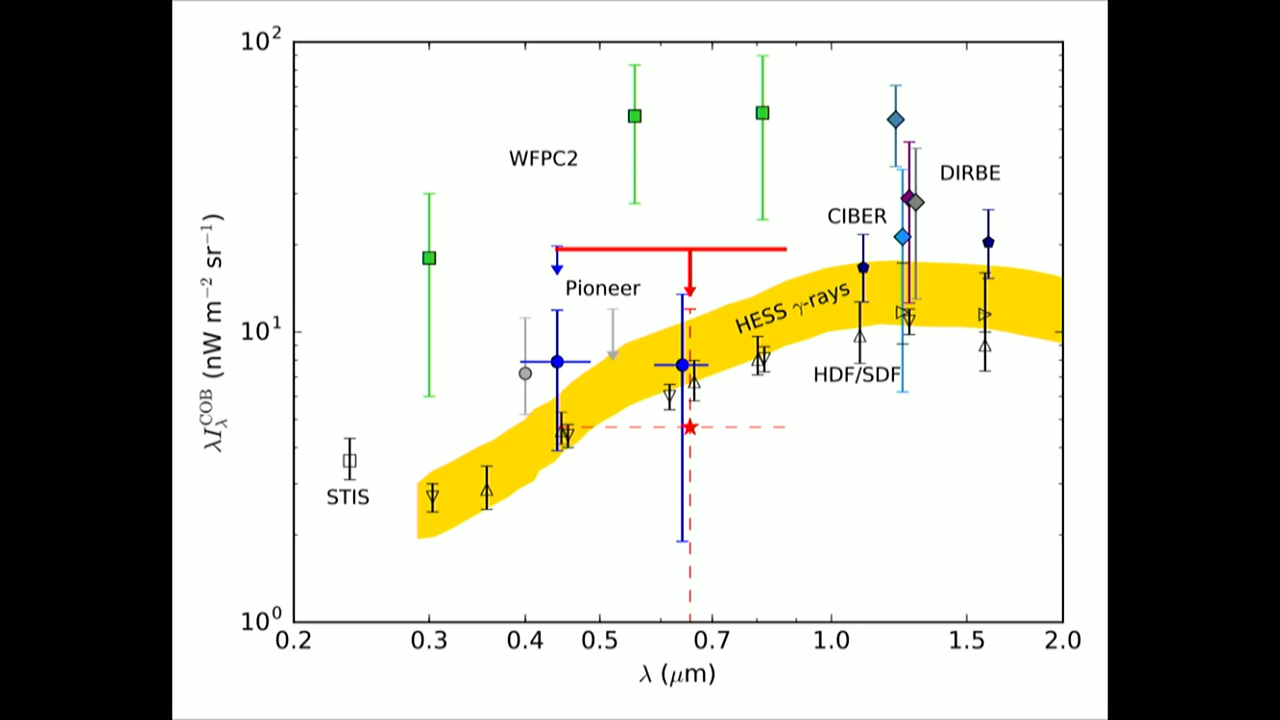 10²
10¹
10⁰
λI_λ^COB (nW m⁻² sr⁻¹)
WFPC2
DIRBE
CIBER
Pioneer
HESS γ-rays
HDF/SDF
STIS
0.2 0.3 0.4 0.5 0.7 1.0 1.5 2.0
λ (μm)